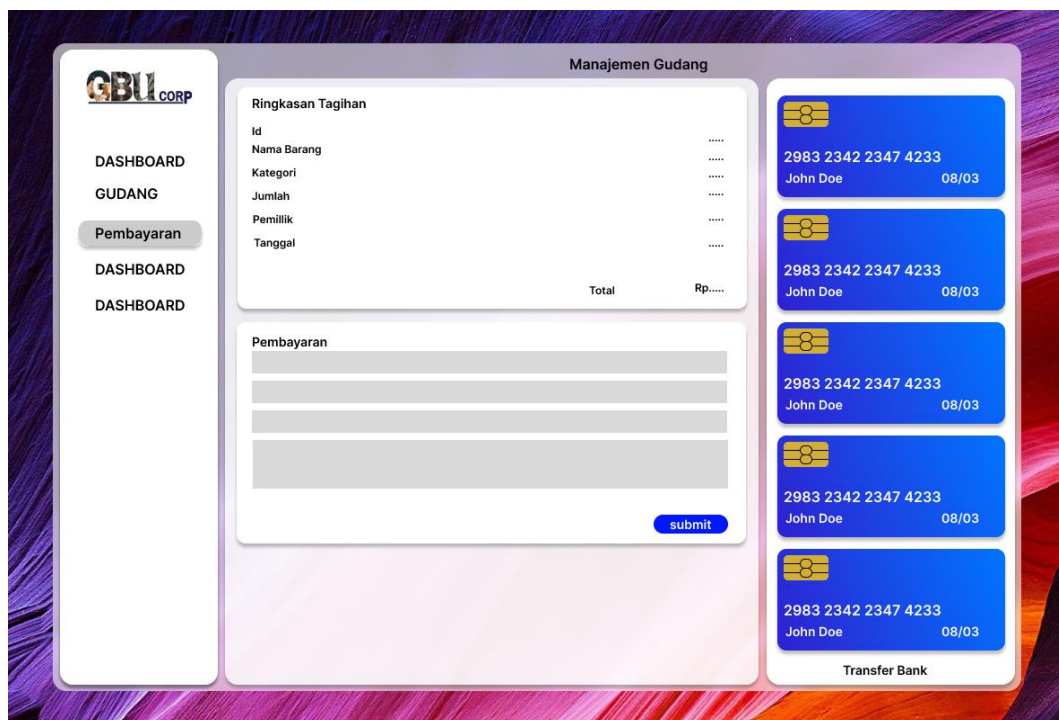 Manajemen Gudang
GBU CORP
DASHBOARD
GUDANG
Pembayaran
DASHBOARD
DASHBOARD
Ringkasan Tagihan
Id .....
Nama Barang .....
Kategori .....
Jumlah .....
Pemillik .....
Tanggal .....
Total Rp.....
Pembayaran
submit
2983 2342 2347 4233
John Doe 08/03
2983 2342 2347 4233
John Doe 08/03
2983 2342 2347 4233
John Doe 08/03
2983 2342 2347 4233
John Doe 08/03
2983 2342 2347 4233
John Doe 08/03
Transfer Bank